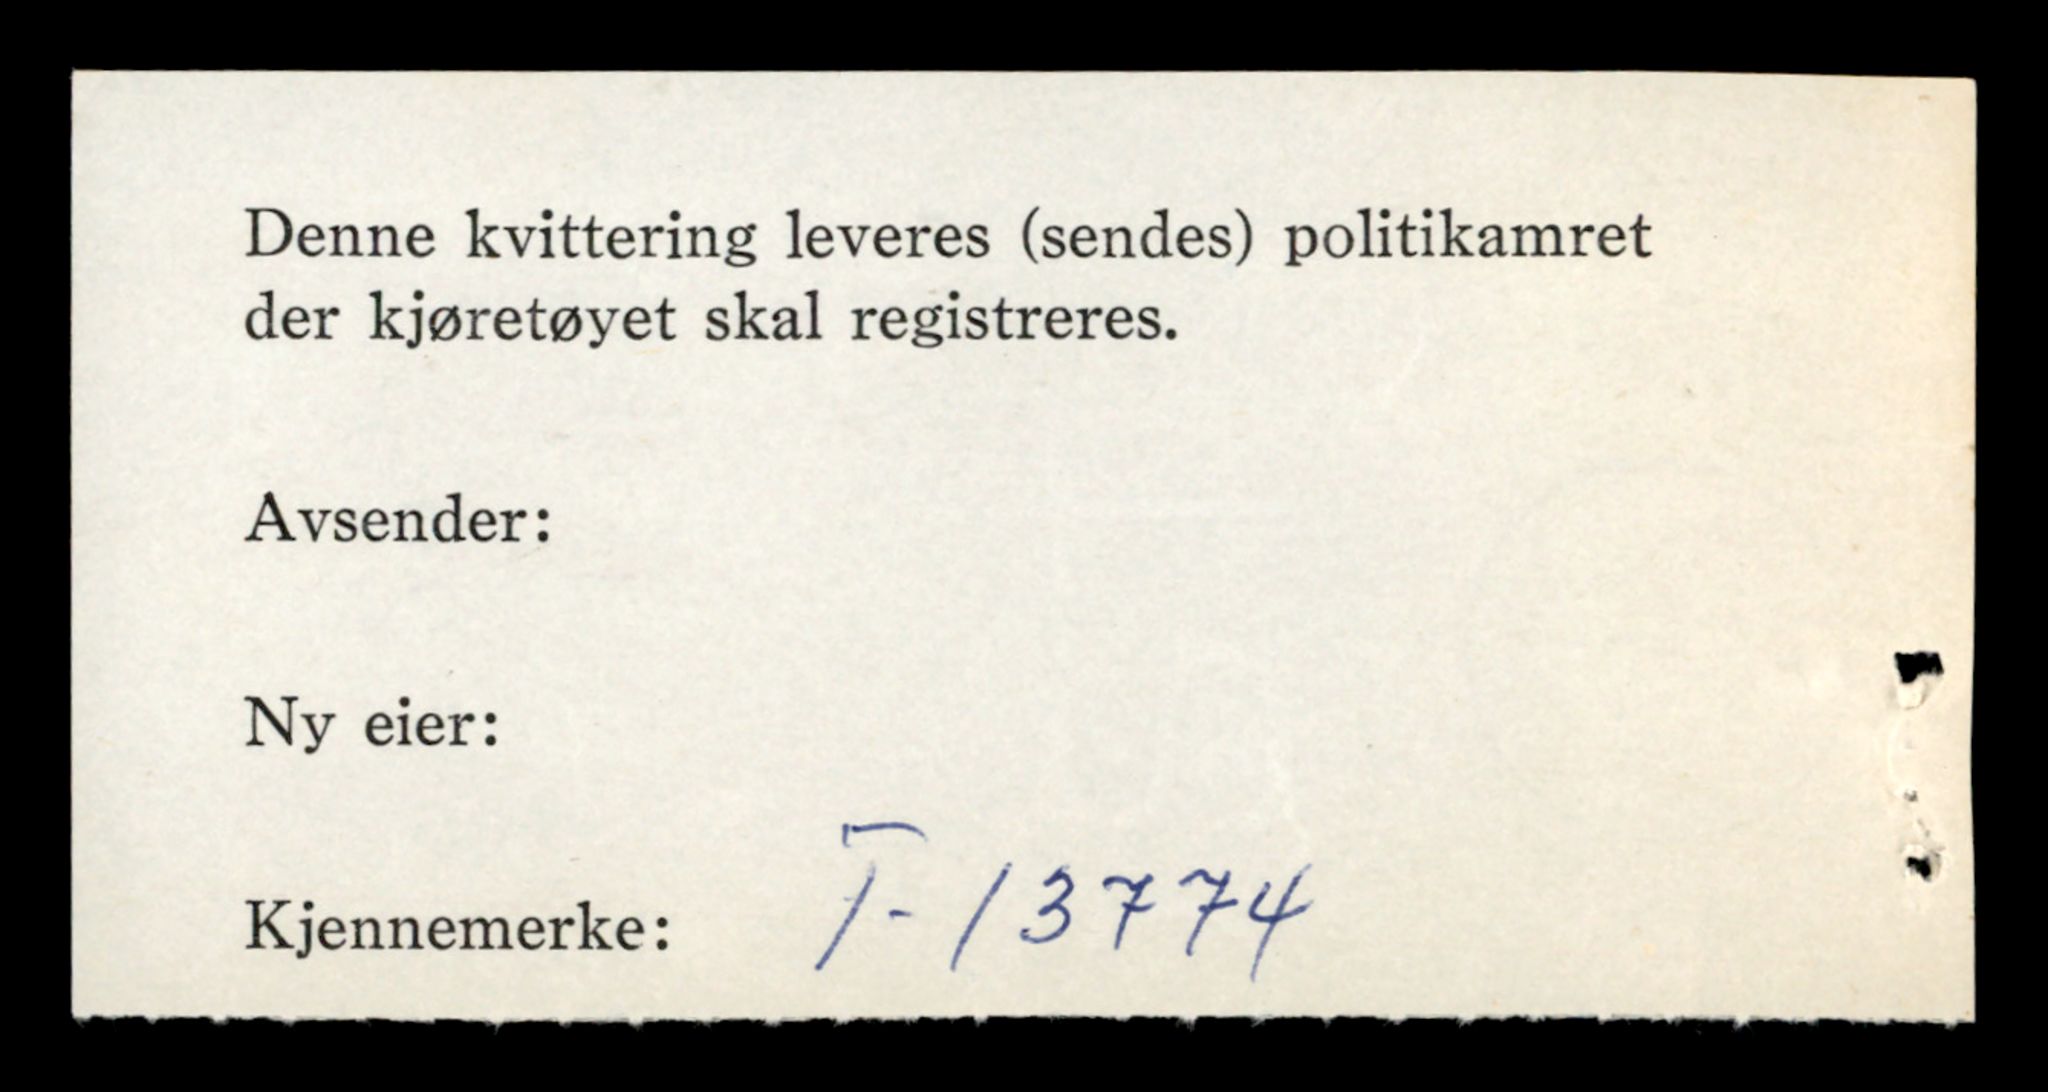 Denne kvittering leveres (sendes) politikamret
der kjøretøyet skal registreres.
Avsender:
Ny eier:
Kjennemerke: T-13774